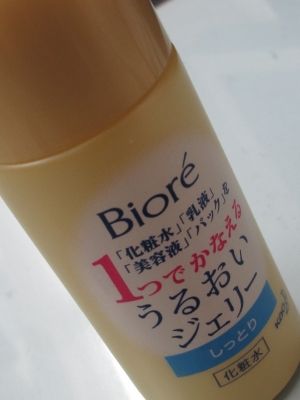 Bioré
「化粧水」「乳液」
「美容液」「パック」を
1つでかなえる
うるおい
ジェリー
しっとり
化粧水